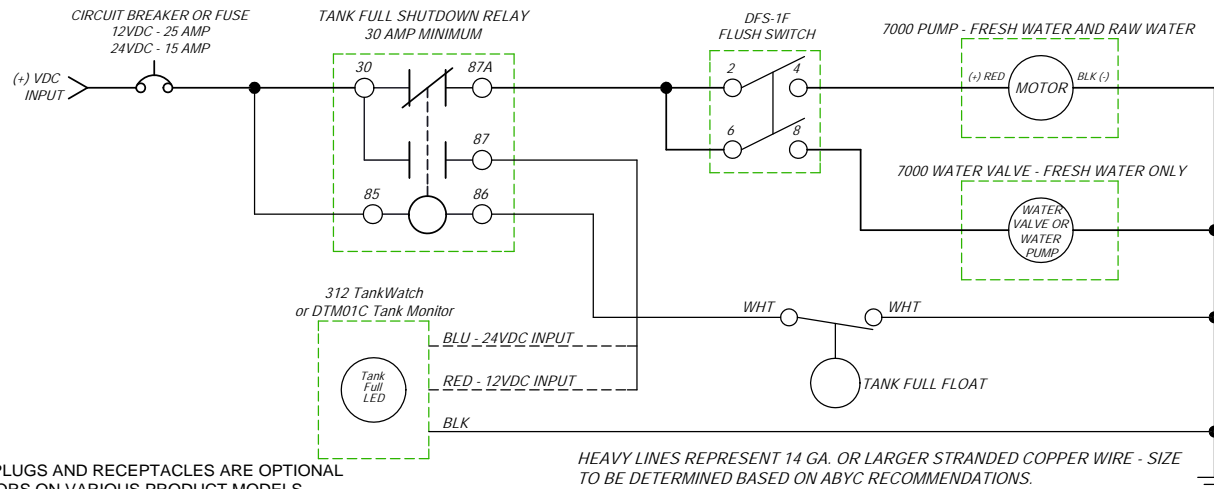 CIRCUIT BREAKER OR FUSE
12VDC - 25 AMP
24VDC - 15 AMP
TANK FULL SHUTDOWN RELAY
30 AMP MINIMUM
DFS-1F
FLUSH SWITCH
7000 PUMP - FRESH WATER AND RAW WATER
(+) VDC
INPUT
30
87A
2
4
(+) RED
MOTOR
BLK (-)
87
6
8
85
86
7000 WATER VALVE - FRESH WATER ONLY
WATER
VALVE OR
WATER
PUMP
312 TankWatch
or DTM01C Tank Monitor
WHT
WHT
BLU - 24VDC INPUT
Tank
Full
LED
RED - 12VDC INPUT
TANK FULL FLOAT
BLK
PLUGS AND RECEPTACLES ARE OPTIONAL
ORS ON VARIOUS PRODUCT MODELS
HEAVY LINES REPRESENT 14 GA. OR LARGER STRANDED COPPER WIRE - SIZE
TO BE DETERMINED BASED ON ABYC RECOMMENDATIONS.